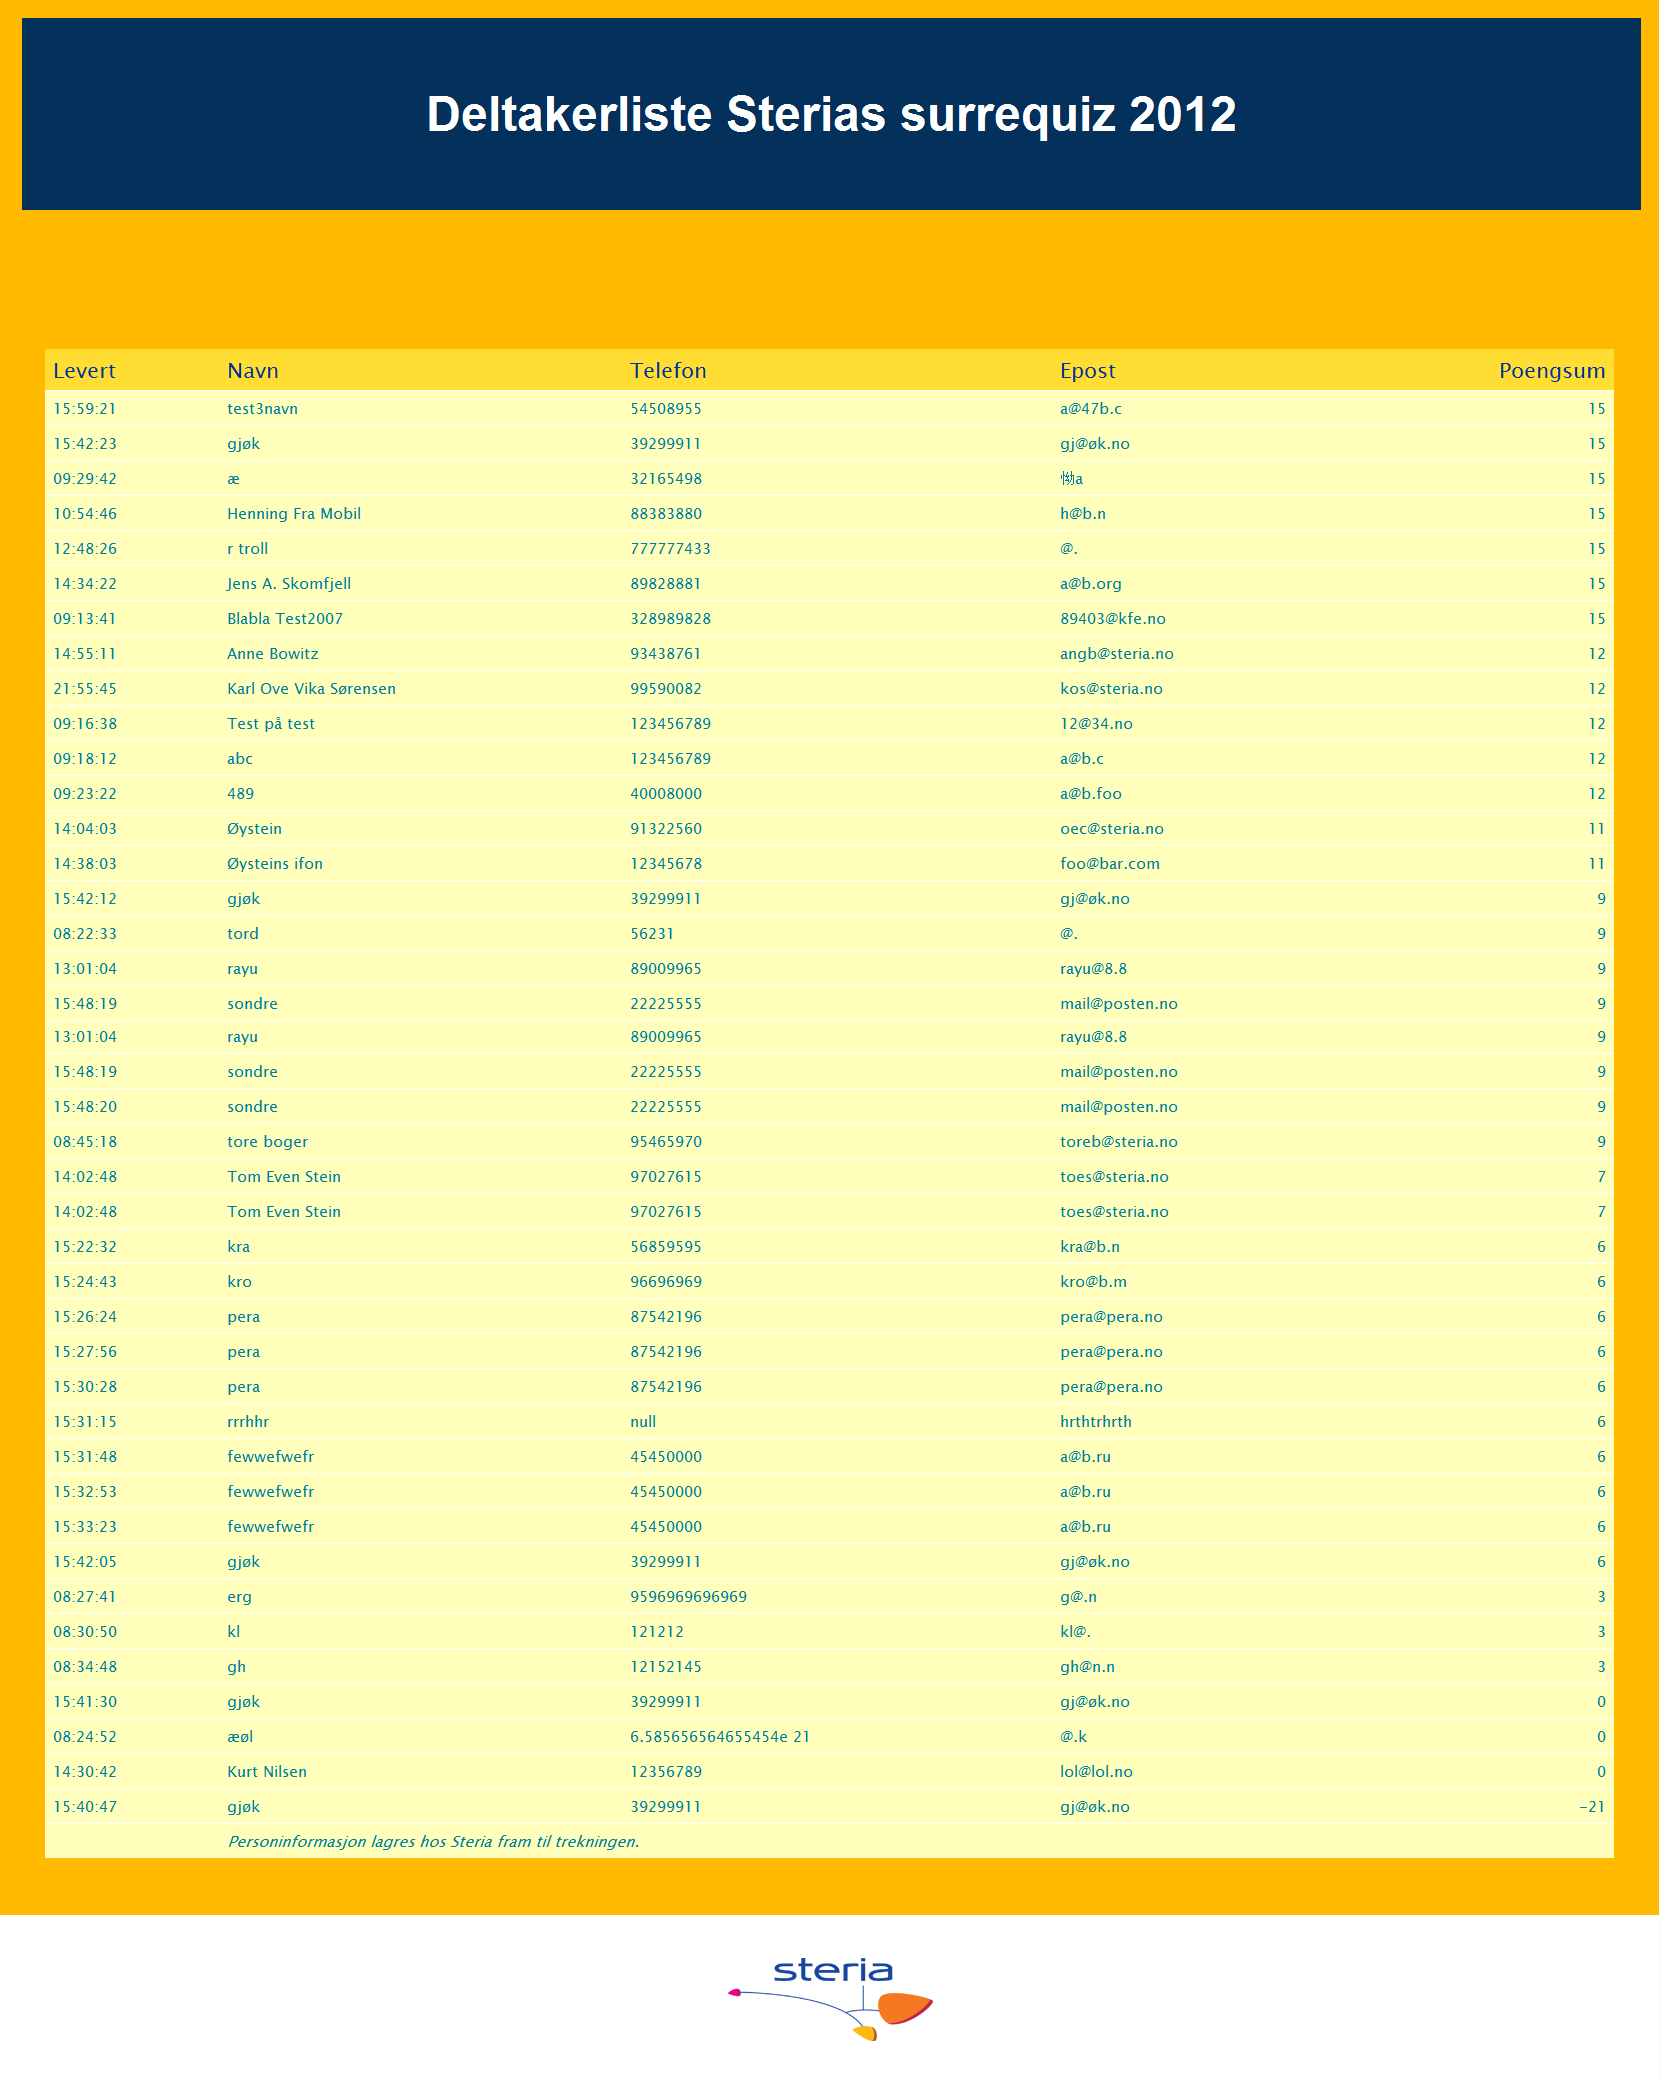 Deltakerliste Sterias surrequiz 2012
Levert Navn Telefon Epost Poengsum
15:59:21 test3navn 54508955 a@47b.c 15
15:42:23 gjøk 39299911 gj@øk.no 15
09:29:42 æ 32165498 a 15
10:54:46 Henning Fra Mobil 88383880 h@b.n 15
12:48:26 r troll 777777433 @. 15
14:34:22 Jens A. Skomfjell 89828881 a@b.org 15
09:13:41 Blabla Test2007 328989828 89403@kfe.no 15
14:55:11 Anne Bowitz 93438761 angb@steria.no 12
21:55:45 Karl Ove Vika Sørensen 99590082 kos@steria.no 12
09:16:38 Test på test 123456789 12@34.no 12
09:18:12 abc 123456789 a@b.c 12
09:23:22 489 40008000 a@b.foo 12
14:04:03 Øystein 91322560 oec@steria.no 11
14:38:03 Øysteins ifon 12345678 foo@bar.com 11
15:42:12 gjøk 39299911 gj@øk.no 9
08:22:33 tord 56231 @. 9
13:01:04 rayu 89009965 rayu@8.8 9
15:48:19 sondre 22225555 mail@posten.no 9
13:01:04 rayu 89009965 rayu@8.8 9
15:48:19 sondre 22225555 mail@posten.no 9
15:48:20 sondre 22225555 mail@posten.no 9
08:45:18 tore boger 95465970 toreb@steria.no 9
14:02:48 Tom Even Stein 97027615 toes@steria.no 7
14:02:48 Tom Even Stein 97027615 toes@steria.no 7
15:22:32 kra 56859595 kra@b.n 6
15:24:43 kro 96696969 kro@b.m 6
15:26:24 pera 87542196 pera@pera.no 6
15:27:56 pera 87542196 pera@pera.no 6
15:30:28 pera 87542196 pera@pera.no 6
15:31:15 rrrhhr null hrthtrhrth 6
15:31:48 fewwefwefr 45450000 a@b.ru 6
15:32:53 fewwefwefr 45450000 a@b.ru 6
15:33:23 fewwefwefr 45450000 a@b.ru 6
15:42:05 gjøk 39299911 gj@øk.no 6
08:27:41 erg 9596969696969 g@.n 3
08:30:50 kl 121212 kl@. 3
08:34:48 gh 12152145 gh@n.n 3
15:41:30 gjøk 39299911 gj@øk.no 0
08:24:52 æøl 6.585656564655454e 21 @.k 0
14:30:42 Kurt Nilsen 12356789 lol@lol.no 0
15:40:47 gjøk 39299911 gj@øk.no -21
Personinformasjon lagres hos Steria fram til trekningen.
steria